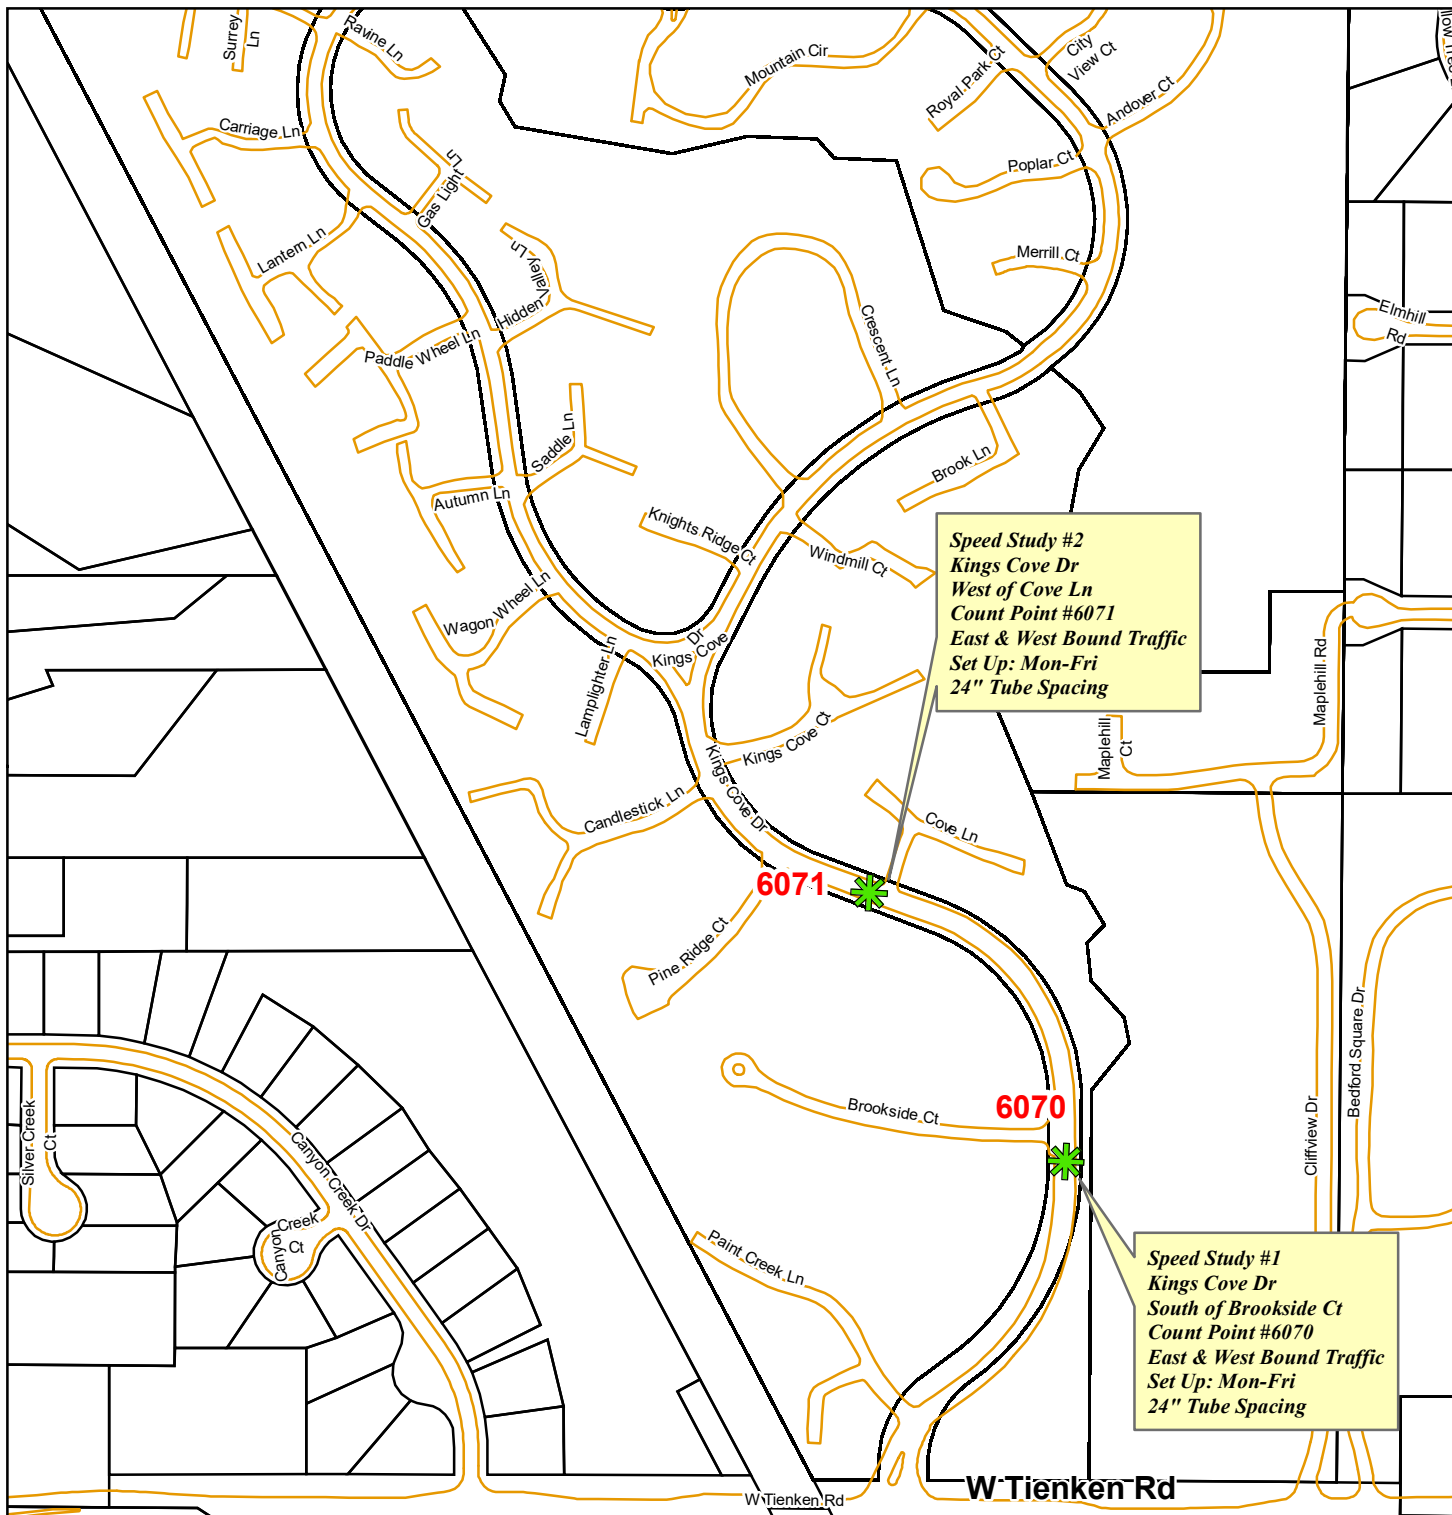 Surrey
Ln
Ravine Ln
Mountain Cir
Royal Park Ct
City
View Ct
Andover Ct
Carriage Ln
Gas Light
Ln
Poplar Ct
Lantern Ln
Hidden
Valley Ln
Merrill Ct
Paddle Wheel Ln
Crescent Ln
Elmhill
Rd
Saddle Ln
Autumn Ln
Brook Ln
Knights Ridge Ct
Windmill Ct
Speed Study #2
Kings Cove Dr
West of Cove Ln
Count Point #6071
East & West Bound Traffic
Set Up: Mon-Fri
24" Tube Spacing
Wagon Wheel Ln
Lamplighter Ln
Kings Cove
Dr
Maplehill Rd
Maplehill
Ct
Kings Cove Ct
Kings Cove Dr
Candlestick Ln
Cove Ln
6071
Pine Ridge Ct
Bedford Square Dr
Cliffview Dr
Brookside Ct
6070
Silver Creek
Ct
Canyon Creek Dr
Canyon
Creek
Ct
Paint Creek Ln
Speed Study #1
Kings Cove Dr
South of Brookside Ct
Count Point #6070
East & West Bound Traffic
Set Up: Mon-Fri
24" Tube Spacing
W Tienken Rd
W Tienken Rd